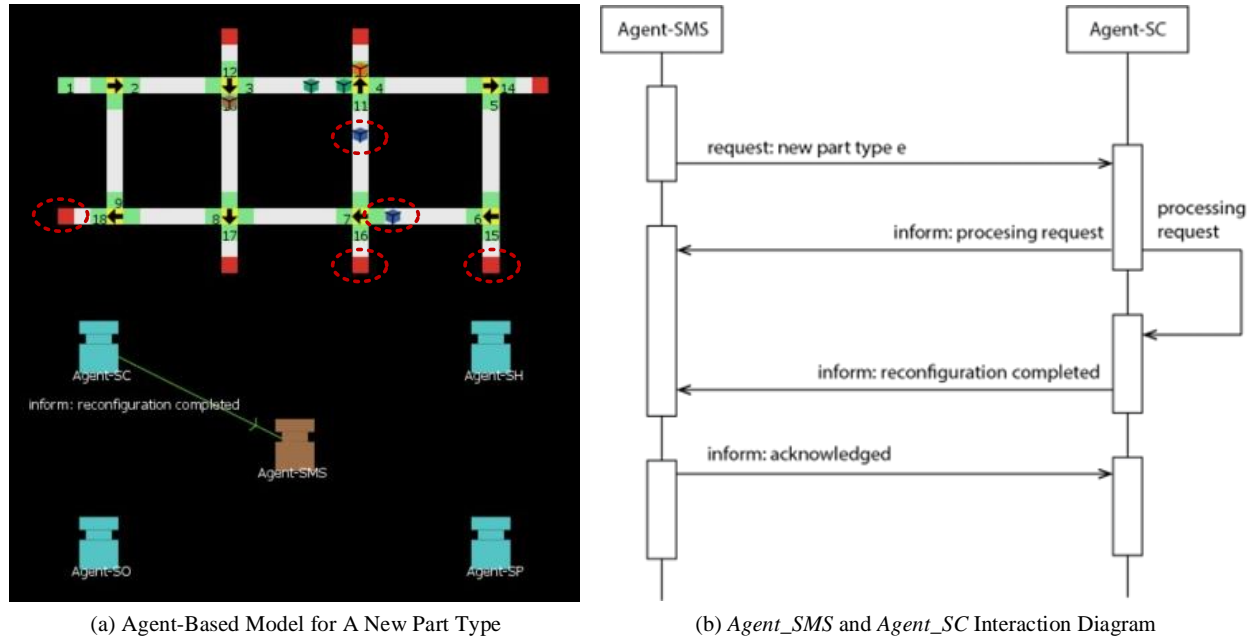 12
1
2
3
4
14
11
5
9
18
8
7
6
17
16
15
Agent-SC
Agent-SH
inform: reconfiguration completed
Agent-SMS
Agent-SO
Agent-SP
(a) Agent-Based Model for A New Part Type
Agent-SMS
Agent-SC
request: new part type e
processing
request
inform: procesing request
inform: reconfiguration completed
inform: acknowledged
(b) Agent_SMS and Agent_SC Interaction Diagram